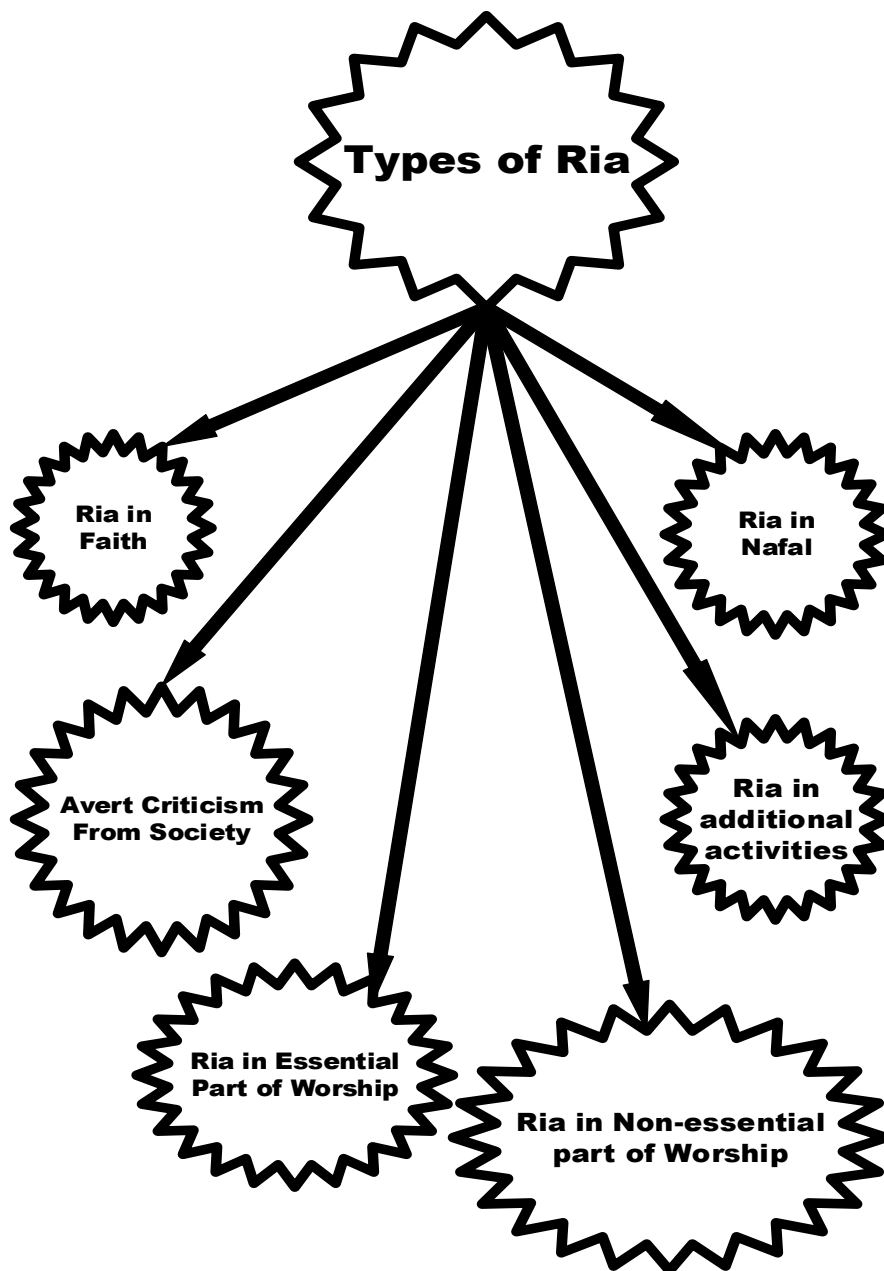 Types of Ria
Ria in
Faith
Ria in
Nafal
Avert Criticism
From Society
Ria in
additional
activities
Ria in Essential
Part of Worship
Ria in Non-essential
part of Worship